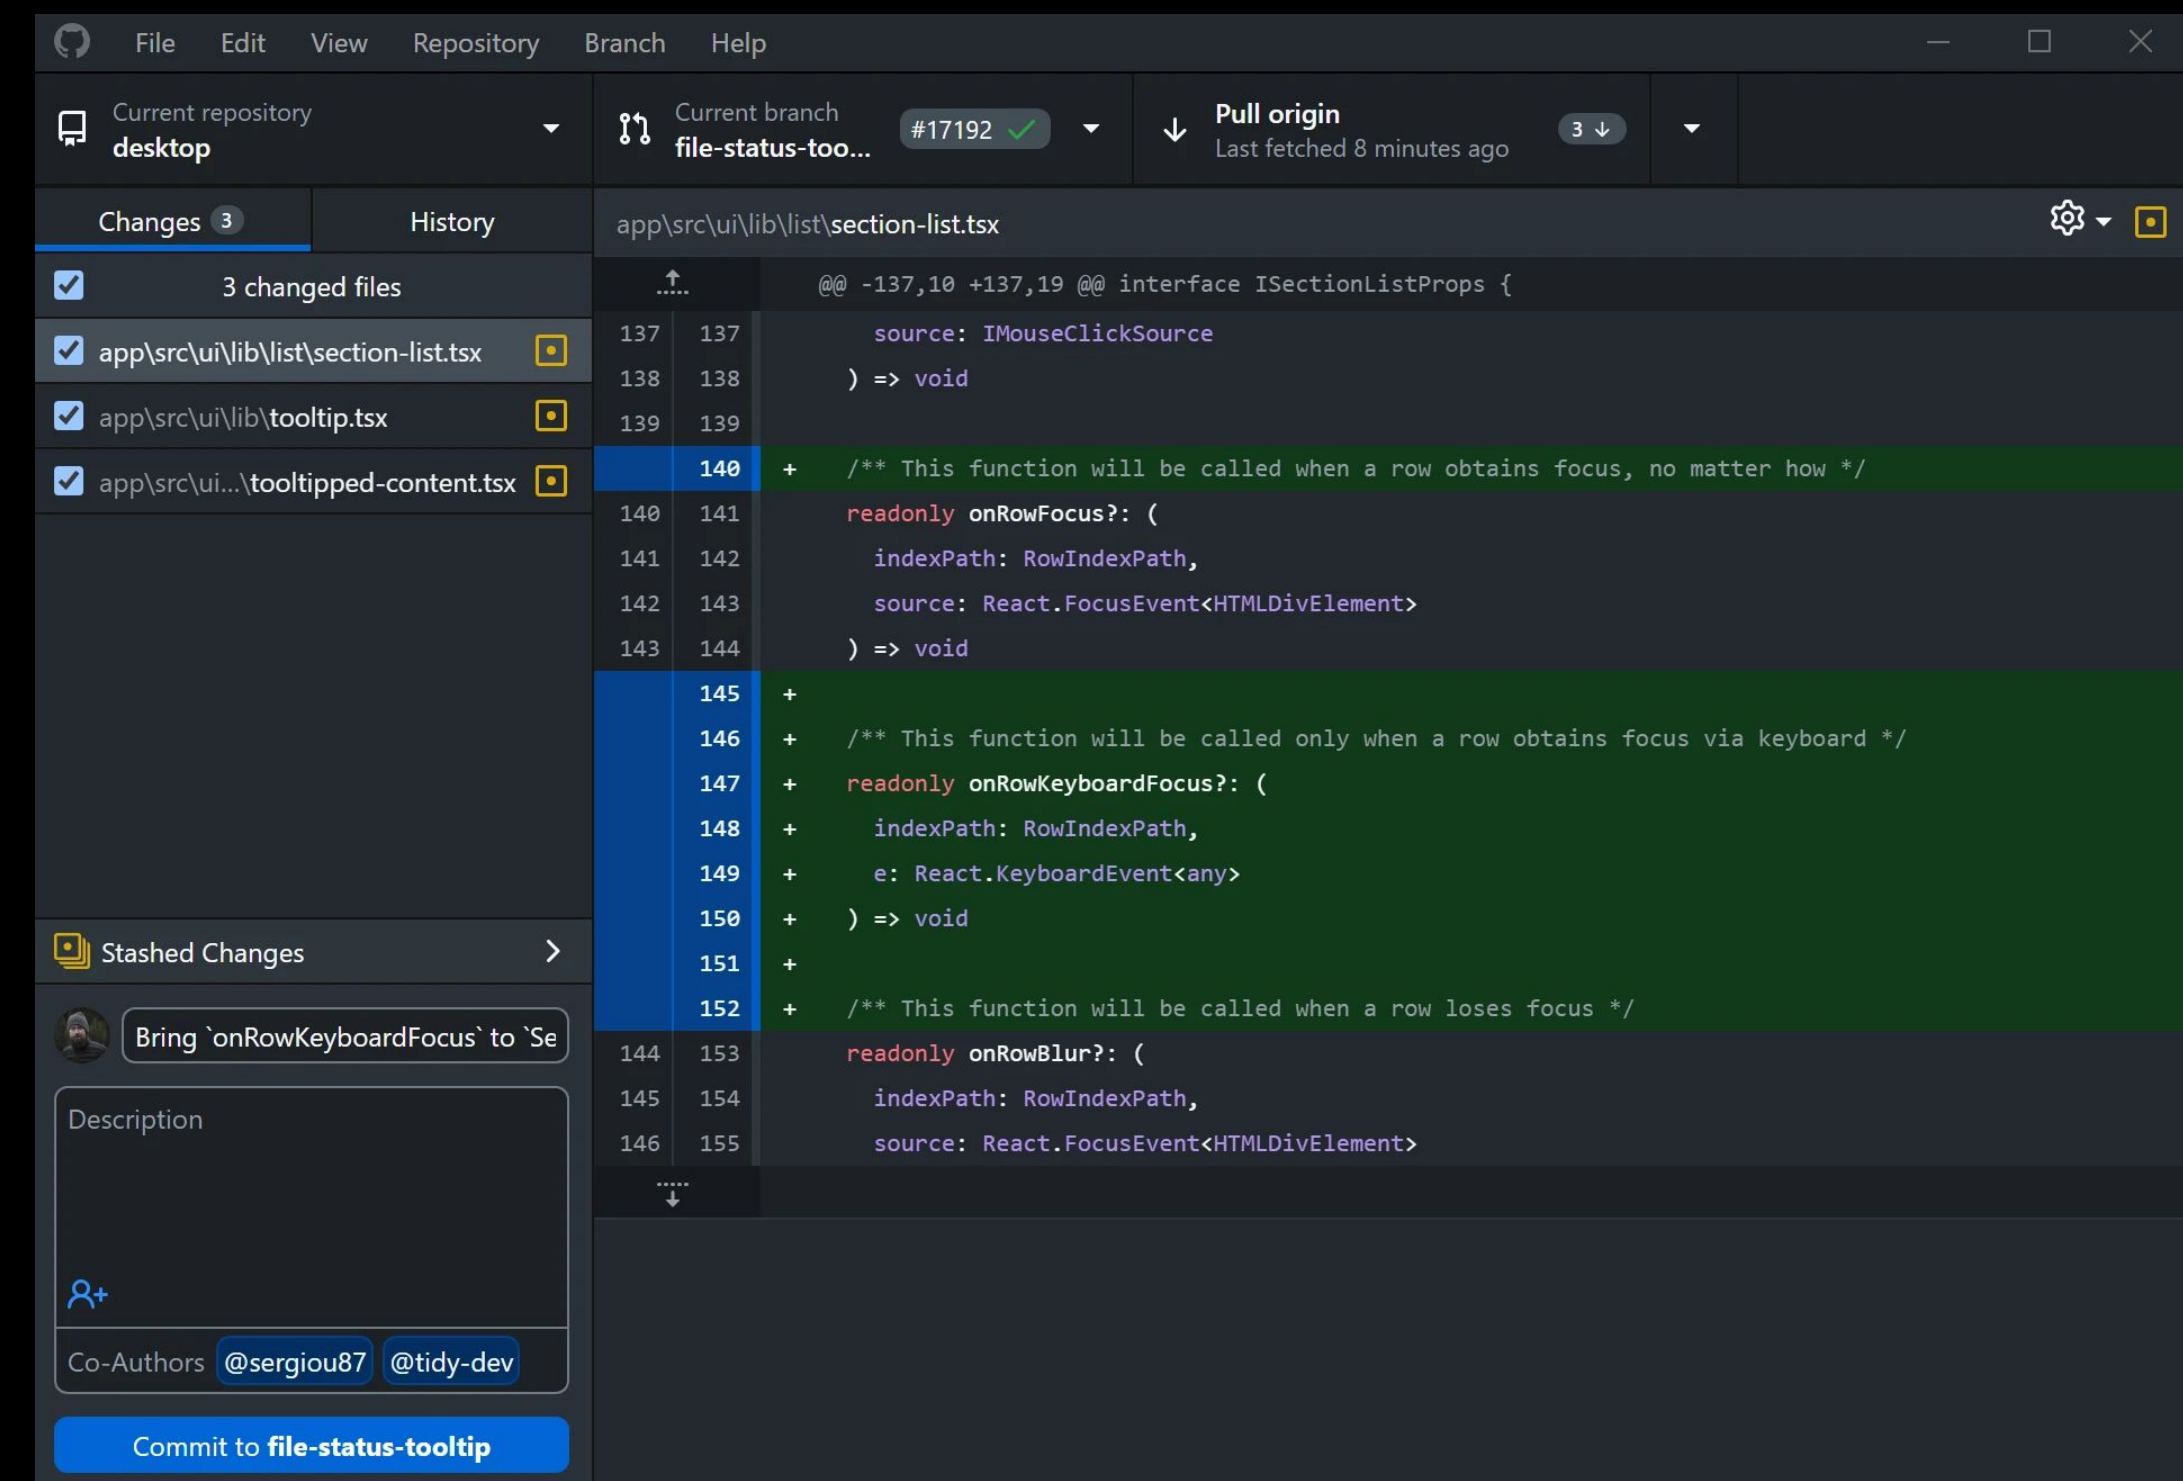 File Edit View Repository Branch Help
Current repository
desktop
Current branch
file-status-too...
#17192
Pull origin
Last fetched 8 minutes ago
3
Changes 3
History
3 changed files
app\src\ui\lib\list\section-list.tsx
app\src\ui\lib\tooltip.tsx
app\src\ui...\tooltipped-content.tsx
Stashed Changes
Bring `onRowKeyboardFocus` to `Se
Description
Co-Authors @sergiou87 @tidy-dev
Commit to file-status-tooltip
app\src\ui\lib\list\section-list.tsx
@@ -137,10 +137,19 @@ interface ISectionListProps {
137 137 source: IMouseClickSource
138 138 ) => void
139 139
140 + /** This function will be called when a row obtains focus, no matter how */
140 141 readonly onRowFocus?: (
141 142 indexPath: RowIndexPath,
142 143 source: React.FocusEvent<HTMLDivElement>
143 144 ) => void
145 +
146 + /** This function will be called only when a row obtains focus via keyboard */
147 + readonly onRowKeyboardFocus?: (
148 + indexPath: RowIndexPath,
149 + e: React.KeyboardEvent<any>
150 + ) => void
151 +
152 + /** This function will be called when a row loses focus */
144 153 readonly onRowBlur?: (
145 154 indexPath: RowIndexPath,
146 155 source: React.FocusEvent<HTMLDivElement>